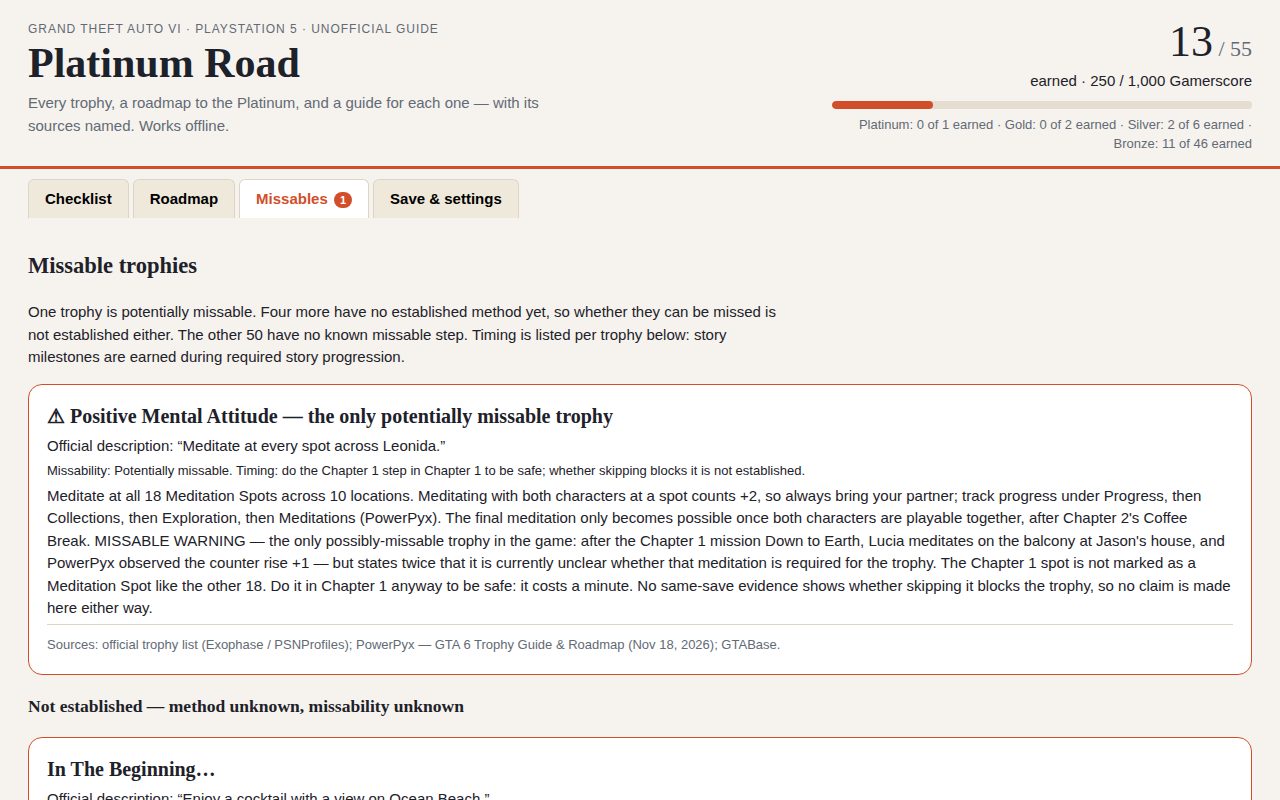 GRAND THEFT AUTO VI · PLAYSTATION 5 · UNOFFICIAL GUIDE
Platinum Road
Every trophy, a roadmap to the Platinum, and a guide for each one — with its
sources named. Works offline.
13 / 55
earned · 250 / 1,000 Gamerscore
Platinum: 0 of 1 earned · Gold: 0 of 2 earned · Silver: 2 of 6 earned ·
Bronze: 11 of 46 earned
Checklist
Roadmap
Missables 1
Save & settings
Missable trophies
One trophy is potentially missable. Four more have no established method yet, so whether they can be missed is
not established either. The other 50 have no known missable step. Timing is listed per trophy below: story
milestones are earned during required story progression.
⚠ Positive Mental Attitude — the only potentially missable trophy
Official description: “Meditate at every spot across Leonida.”
Missability: Potentially missable. Timing: do the Chapter 1 step in Chapter 1 to be safe; whether skipping blocks it is not established.
Meditate at all 18 Meditation Spots across 10 locations. Meditating with both characters at a spot counts +2, so always bring your partner; track progress under Progress, then
Collections, then Exploration, then Meditations (PowerPyx). The final meditation only becomes possible once both characters are playable together, after Chapter 2's Coffee
Break. MISSABLE WARNING — the only possibly-missable trophy in the game: after the Chapter 1 mission Down to Earth, Lucia meditates on the balcony at Jason's house, and
PowerPyx observed the counter rise +1 — but states twice that it is currently unclear whether that meditation is required for the trophy. The Chapter 1 spot is not marked as a
Meditation Spot like the other 18. Do it in Chapter 1 anyway to be safe: it costs a minute. No same-save evidence shows whether skipping it blocks the trophy, so no claim is made
here either way.
Sources: official trophy list (Exophase / PSNProfiles); PowerPyx — GTA 6 Trophy Guide & Roadmap (Nov 18, 2026); GTABase.
Not established — method unknown, missability unknown
In The Beginning…
Official description: “Enjoy a cocktail with a view on Ocean Beach.”